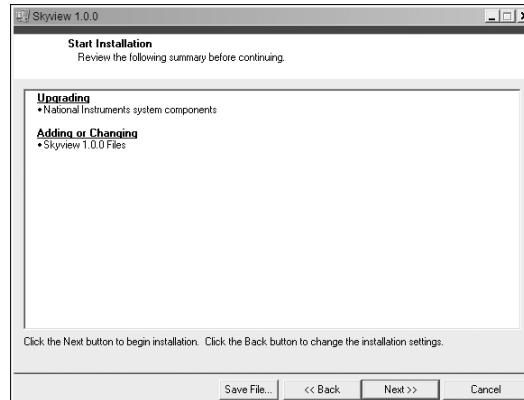 Skyview 1.0.0
Start Installation
Review the following summary before continuing.
Upgrading
• National Instruments system components
Adding or Changing
• Skyview 1.0.0 Files
Click the Next button to begin installation. Click the Back button to change the installation settings.
Save File... << Back Next >> Cancel